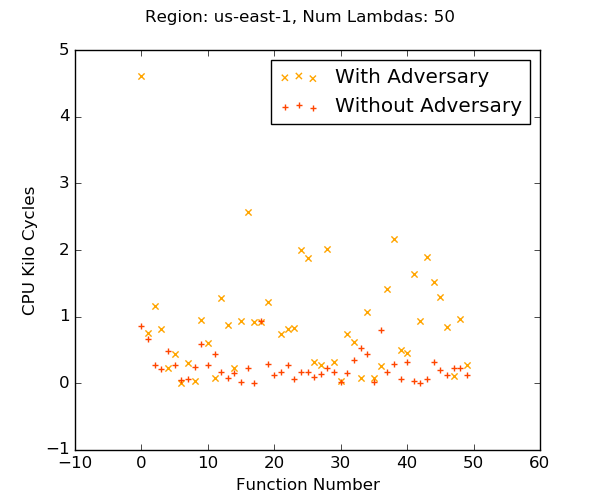 Region: us-east-1, Num Lambdas: 50
With Adversary
Without Adversary
CPU Kilo Cycles
5
4
3
2
1
0
−1
−10 0 10 20 30 40 50 60
Function Number